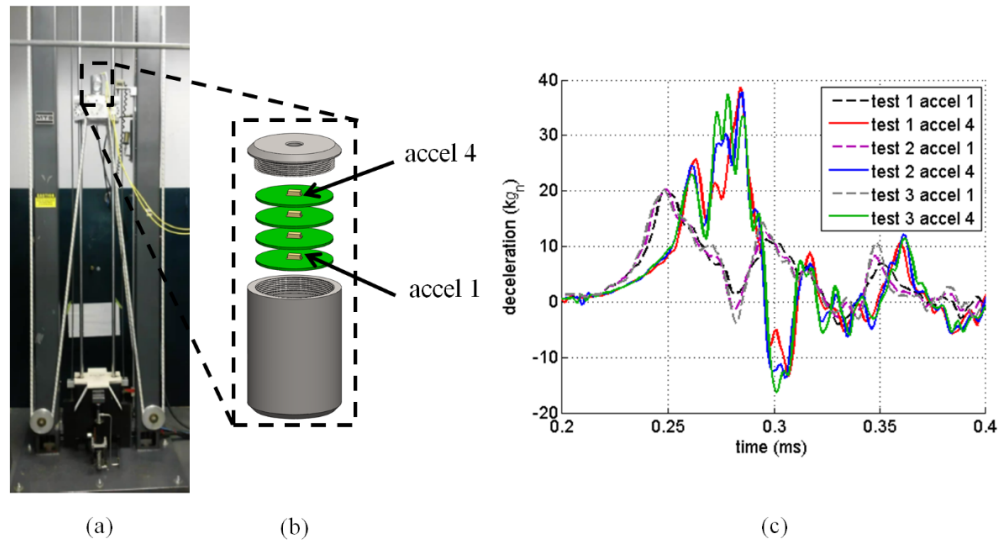 accel 4
accel 1
(a)
(b)
40
30
20
10
0
-10
-20
deceleration (kgn)
0.2
0.25
0.3
0.35
0.4
time (ms)
test 1 accel 1
test 1 accel 4
test 2 accel 1
test 2 accel 4
test 3 accel 1
test 3 accel 4
(c)